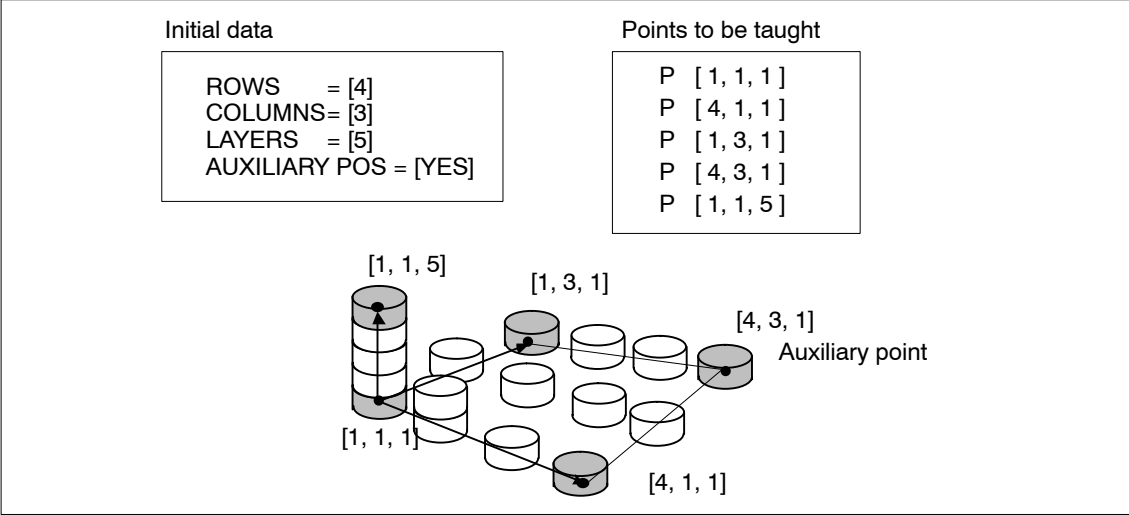 Initial data
ROWS = [4]
COLUMNS= [3]
LAYERS = [5]
AUXILIARY POS = [YES]
Points to be taught
P [ 1, 1, 1 ]
P [ 4, 1, 1 ]
P [ 1, 3, 1 ]
P [ 4, 3, 1 ]
P [ 1, 1, 5 ]
[1, 1, 5]
[1, 3, 1]
[4, 3, 1]
Auxiliary point
[1, 1, 1]
[4, 1, 1]